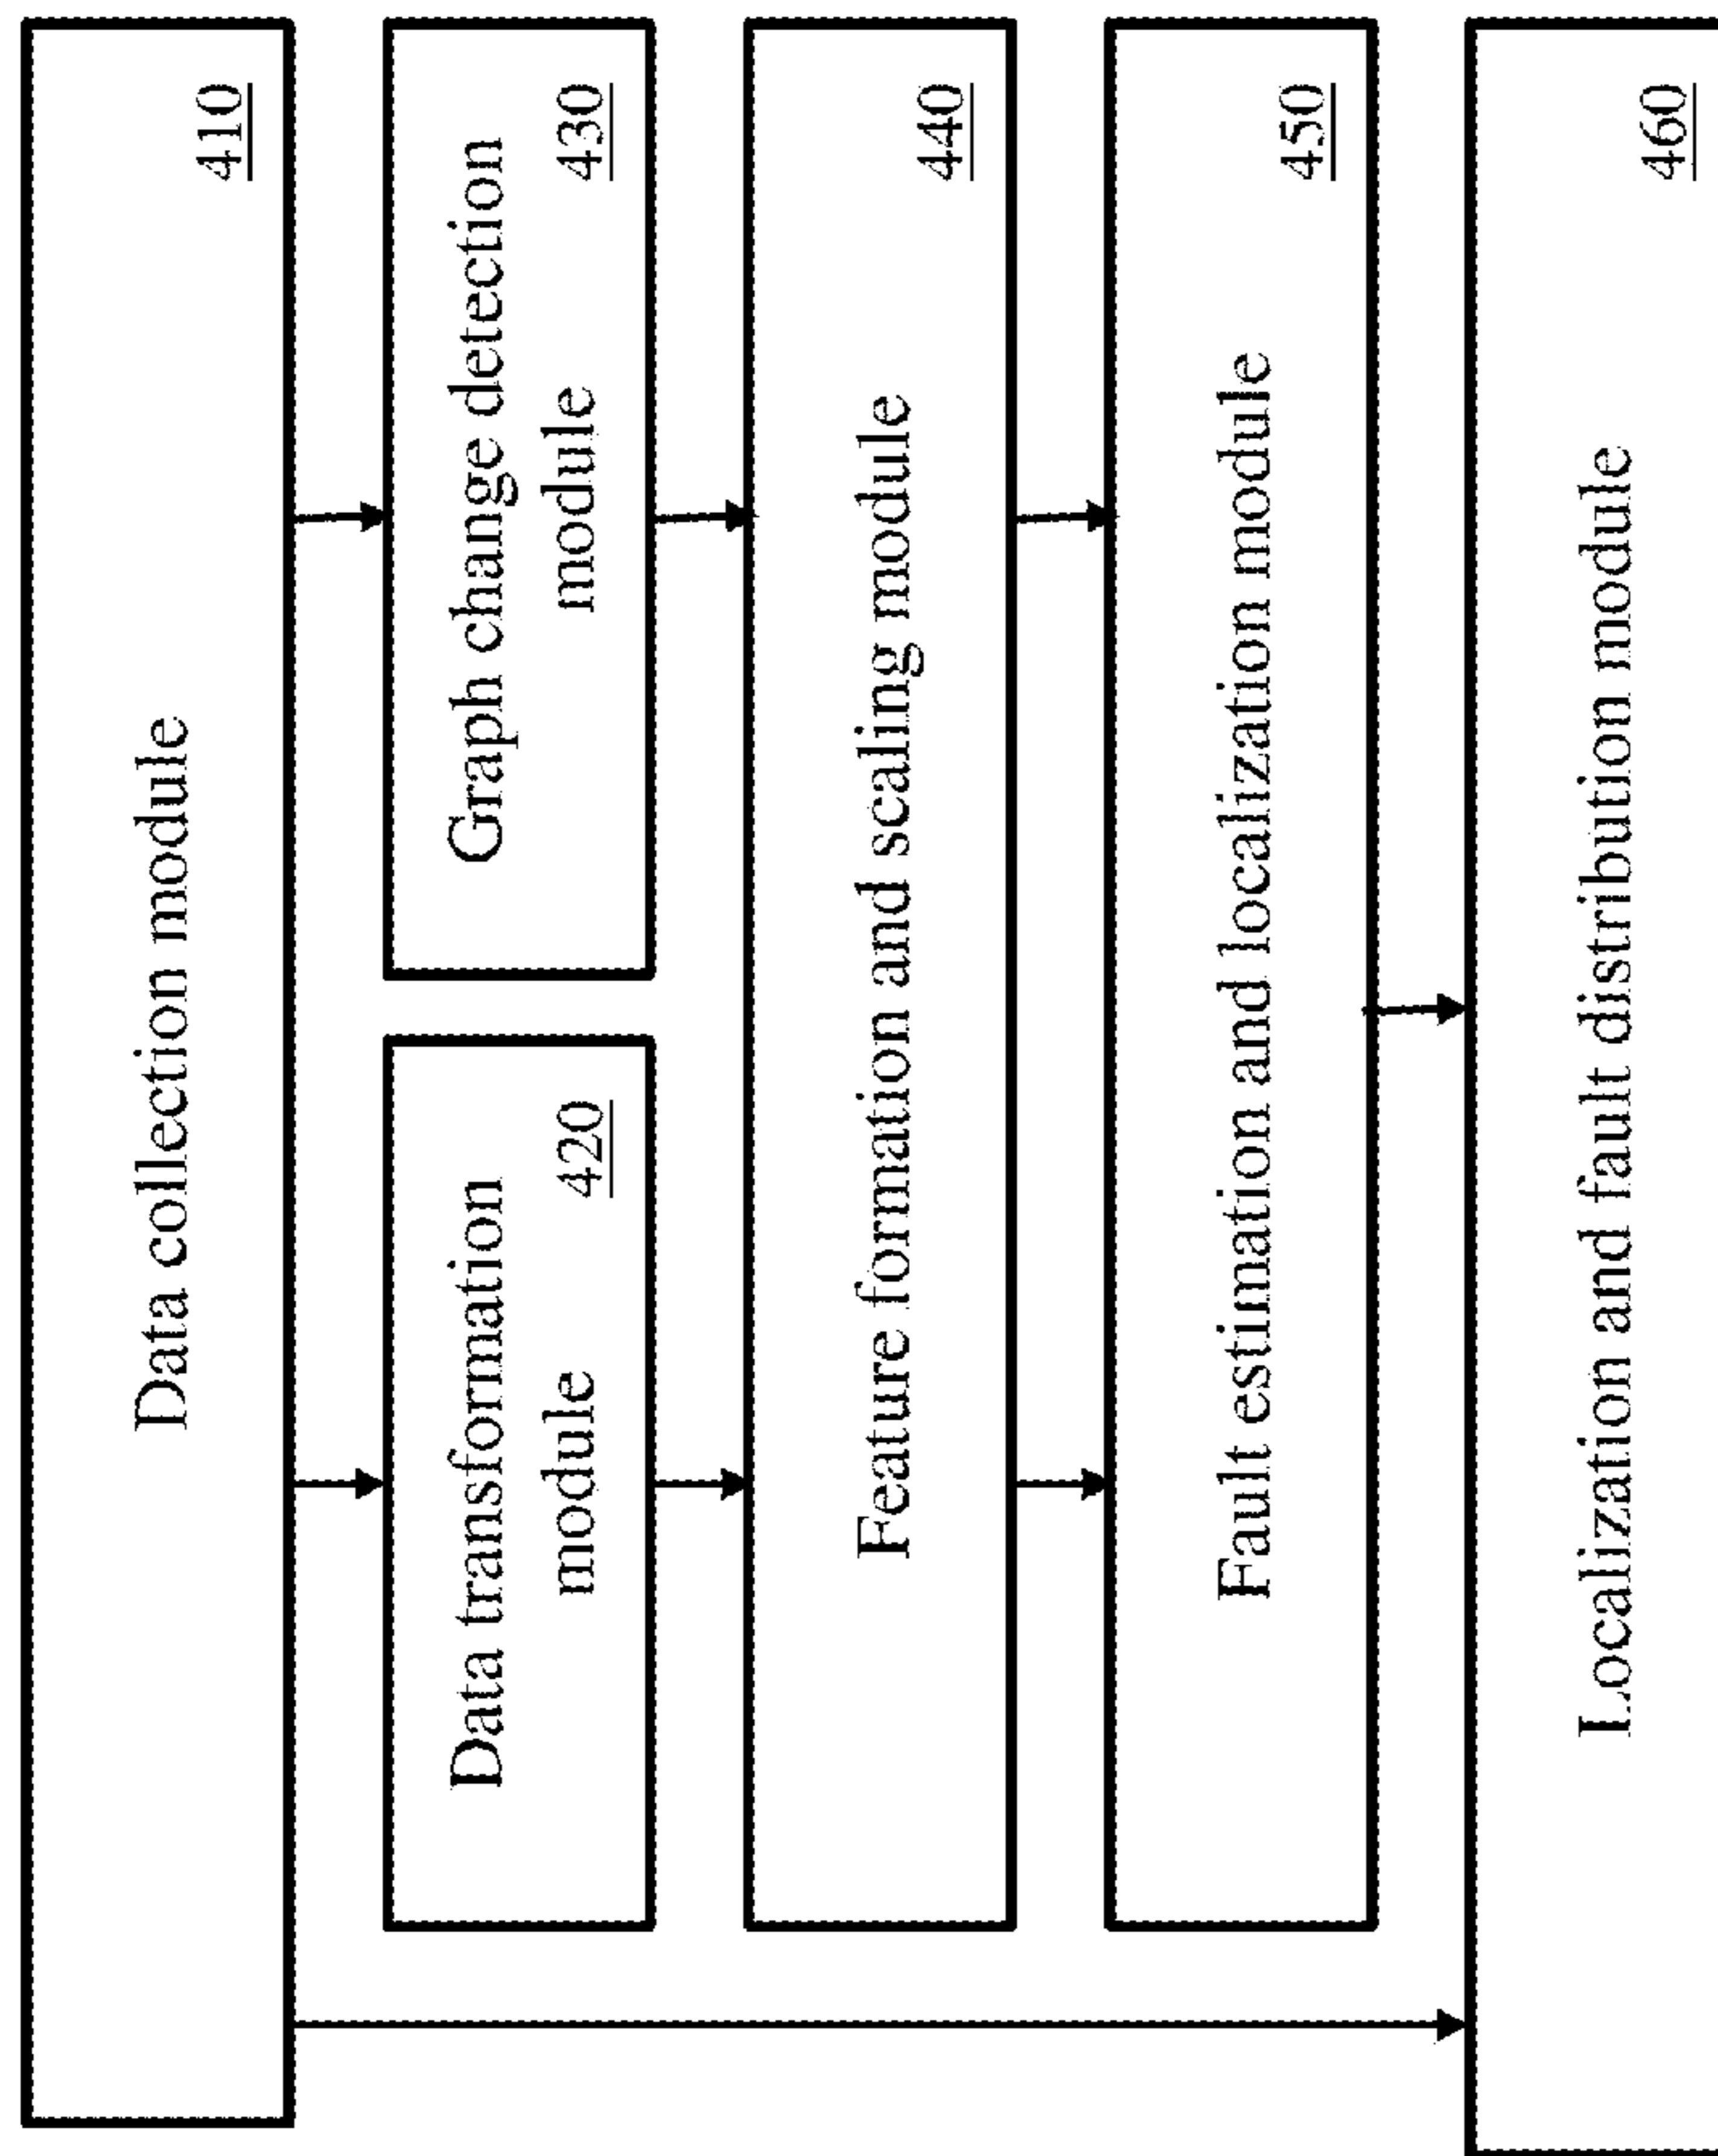 Data collection module
410
Data transformation
module
420
Graph change detection
module
430
Feature formation and scaling module
440
Fault estimation and localization module
450
Localization and fault distribution module
460